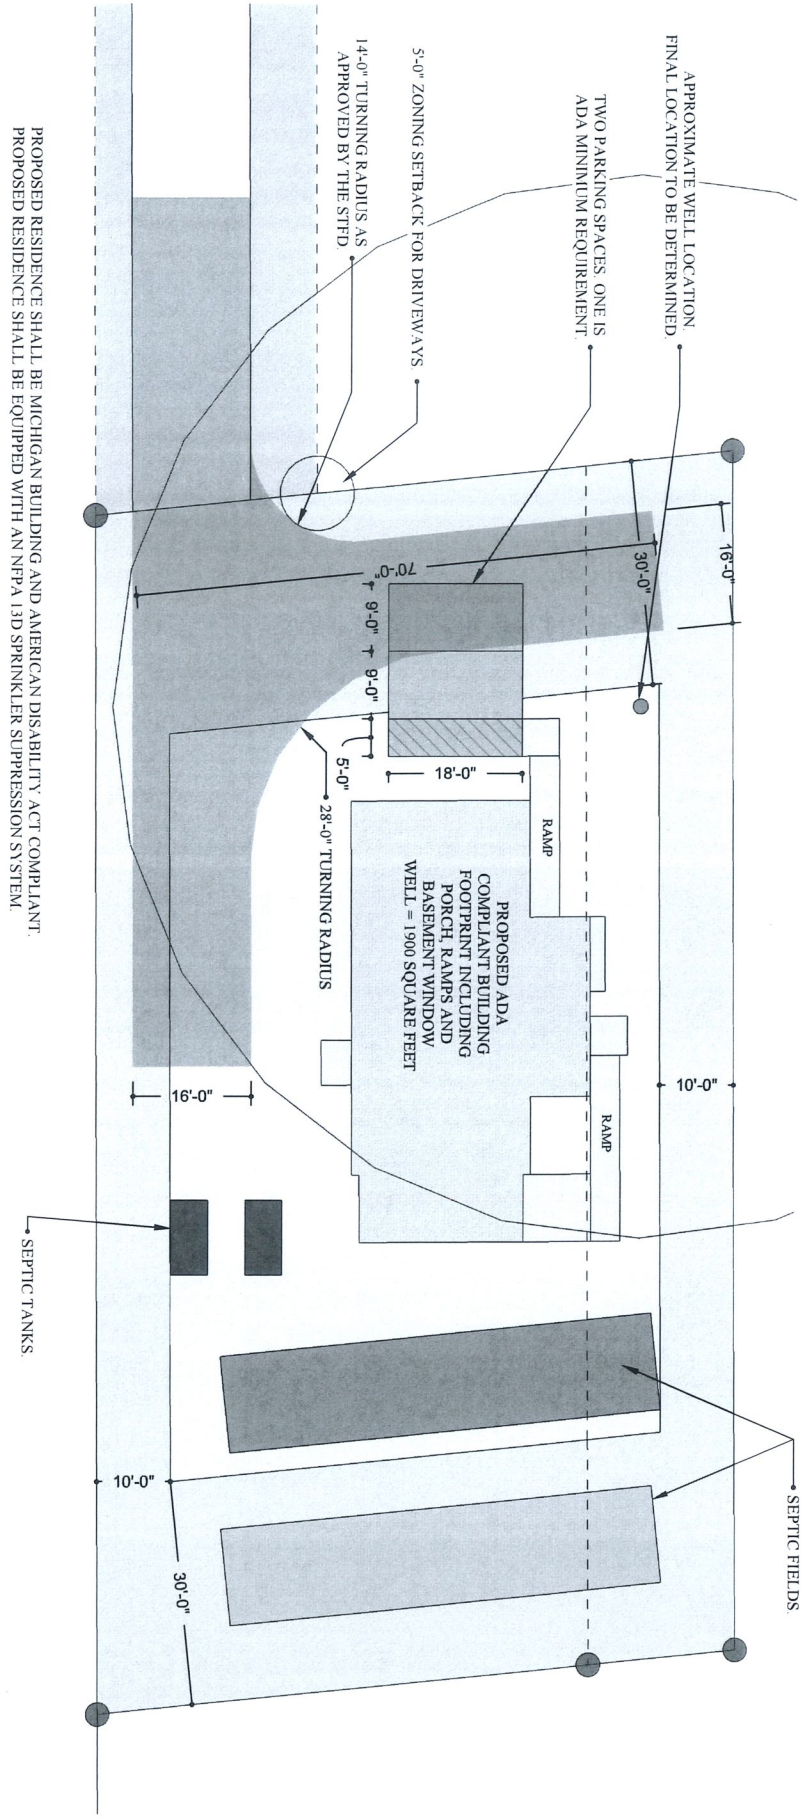 APPROXIMATE WELL LOCATION.
FINAL LOCATION TO BE DETERMINED.
TWO PARKING SPACES. ONE IS
ADA MINIMUM REQUIREMENT.
5'-0" ZONING SETBACK FOR DRIVEWAYS.
14'-0" TURNING RADIUS AS
APPROVED BY THE STFD.
PROPOSED RESIDENCE SHALL BE MICHIGAN BUILDING AND AMERICAN DISABILITY ACT COMPLIANT.
PROPOSED RESIDENCE SHALL BE EQUIPPED WITH AN NFPA 13D SPRINKLER SUPPRESSION SYSTEM.
16'-0"
30'-0"
70'-0"
9'-0"
9'-0"
5'-0"
18'-0"
28'-0" TURNING RADIUS
RAMP
PROPOSED ADA
COMPLIANT BUILDING
FOOTPRINT INCLUDING
PORCH, RAMPS AND
BASEMENT WINDOW
WELL = 1900 SQUARE FEET
RAMP
10'-0"
16'-0"
SEPTIC TANKS.
SEPTIC FIELDS.
10'-0"
30'-0"